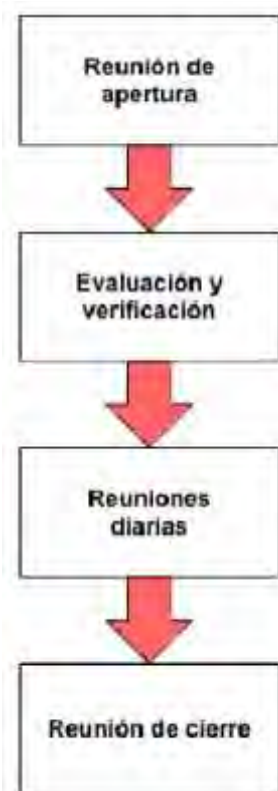 Reunión de
apertura
Evaluación y
verificación
Reuniones
diarias
Reunión de cierre